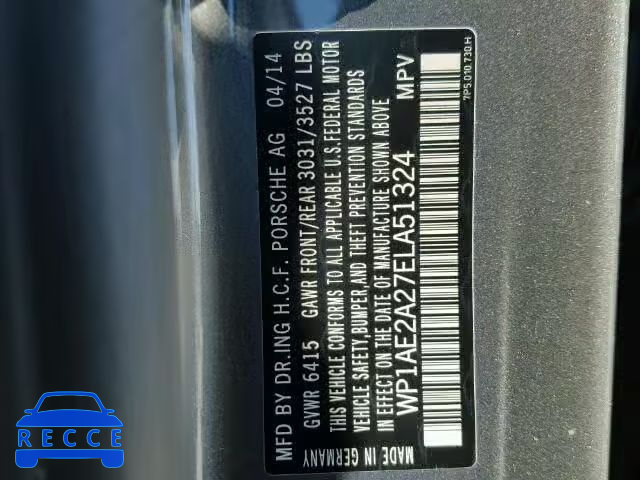 MFD BY DR.ING H.C.F. PORSCHE AG 04/14
GVWR 6415 GAWR FRONT/REAR 3031/3527 LBS
THIS VEHICLE CONFORMS TO ALL APPLICABLE U.S.FEDERAL MOTOR
VEHICLE SAFETY,BUMPER,AND THEFT PREVENTION STANDARDS
IN EFFECT ON THE DATE OF MANUFACTURE SHOWN ABOVE
WP1AE2A27ELA51324 MPV
MADE IN GERMANY
7P5.010.730.H
RECCE